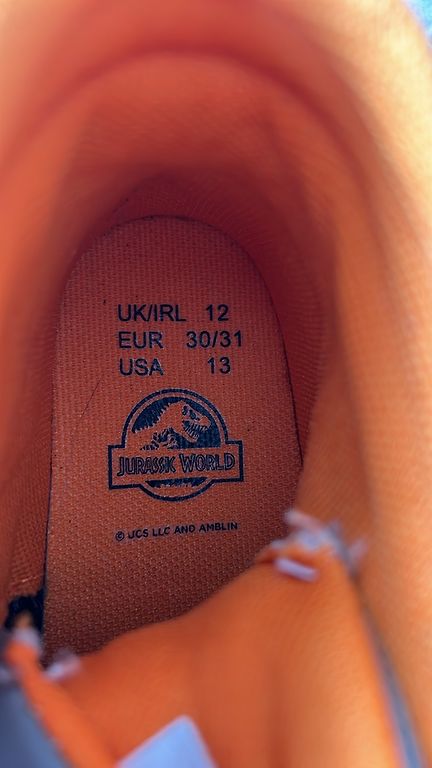 UK/IRL 12
EUR 30/31
USA 13
JURASSIC WORLD
© UCS LLC AND AMBLIN